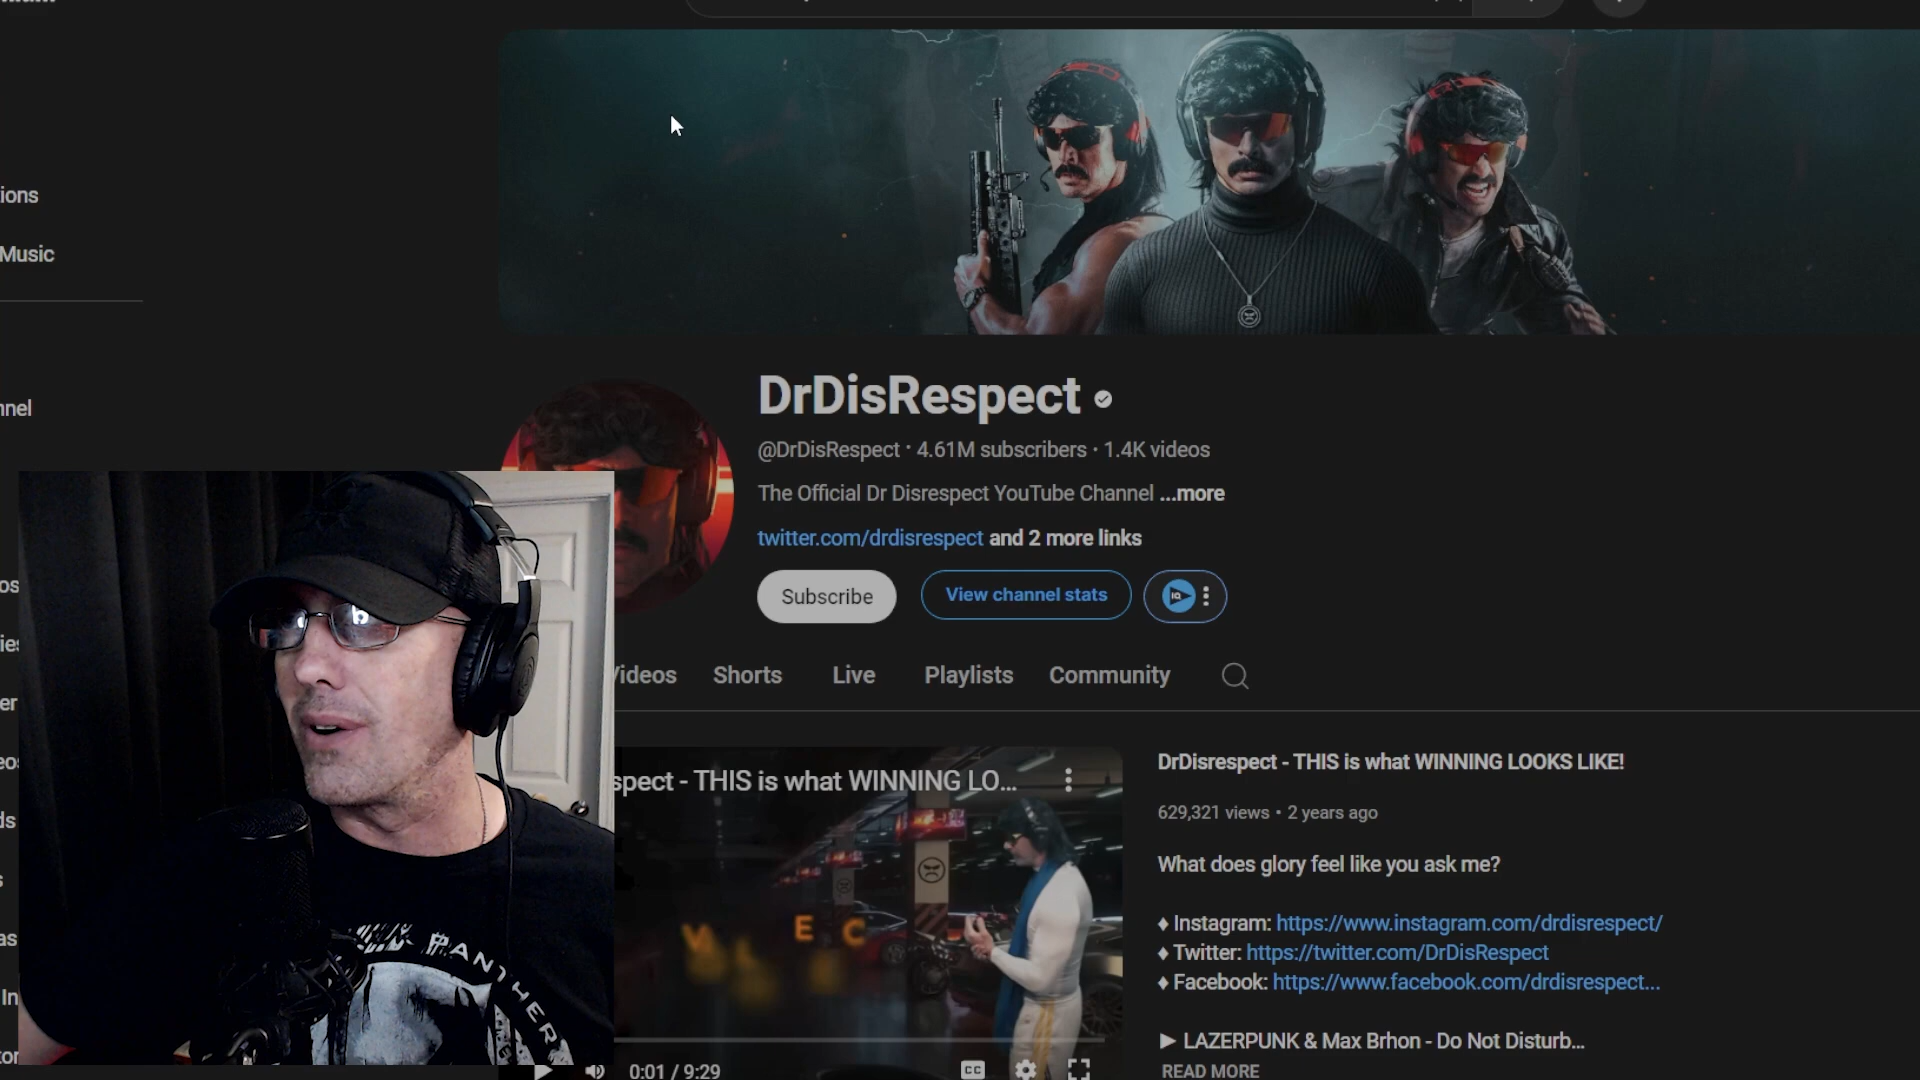 ions
Music
nnel
DrDisRespect
@DrDisRespect · 4.61M subscribers · 1.4K videos
The Official Dr Disrespect YouTube Channel ...more
twitter.com/drdisrespect and 2 more links
Subscribe
View channel stats
IQ
Videos
Shorts
Live
Playlists
Community
spect - THIS is what WINNING LO...
DrDisrespect - THIS is what WINNING LOOKS LIKE!
629,321 views • 2 years ago
What does glory feel like you ask me?
♦ Instagram: https://www.instagram.com/drdisrespect/
♦ Twitter: https://twitter.com/DrDisRespect
♦ Facebook: https://www.facebook.com/drdisrespect...
► LAZERPUNK & Max Brhon - Do Not Disturb...
READ MORE
E C
PANTHER
0:01 / 9:29
CC